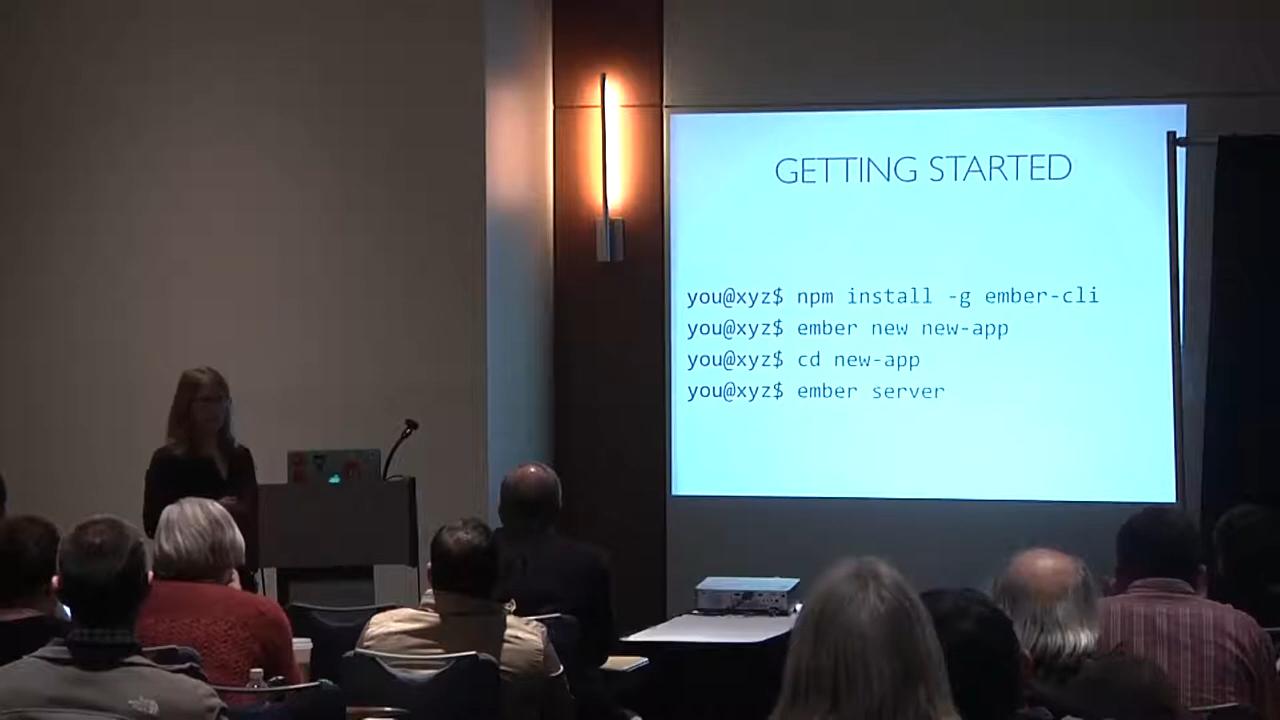 GETTING STARTED
you@xyz$ npm install -g ember-cli
you@xyz$ ember new new-app
you@xyz$ cd new-app
you@xyz$ ember server